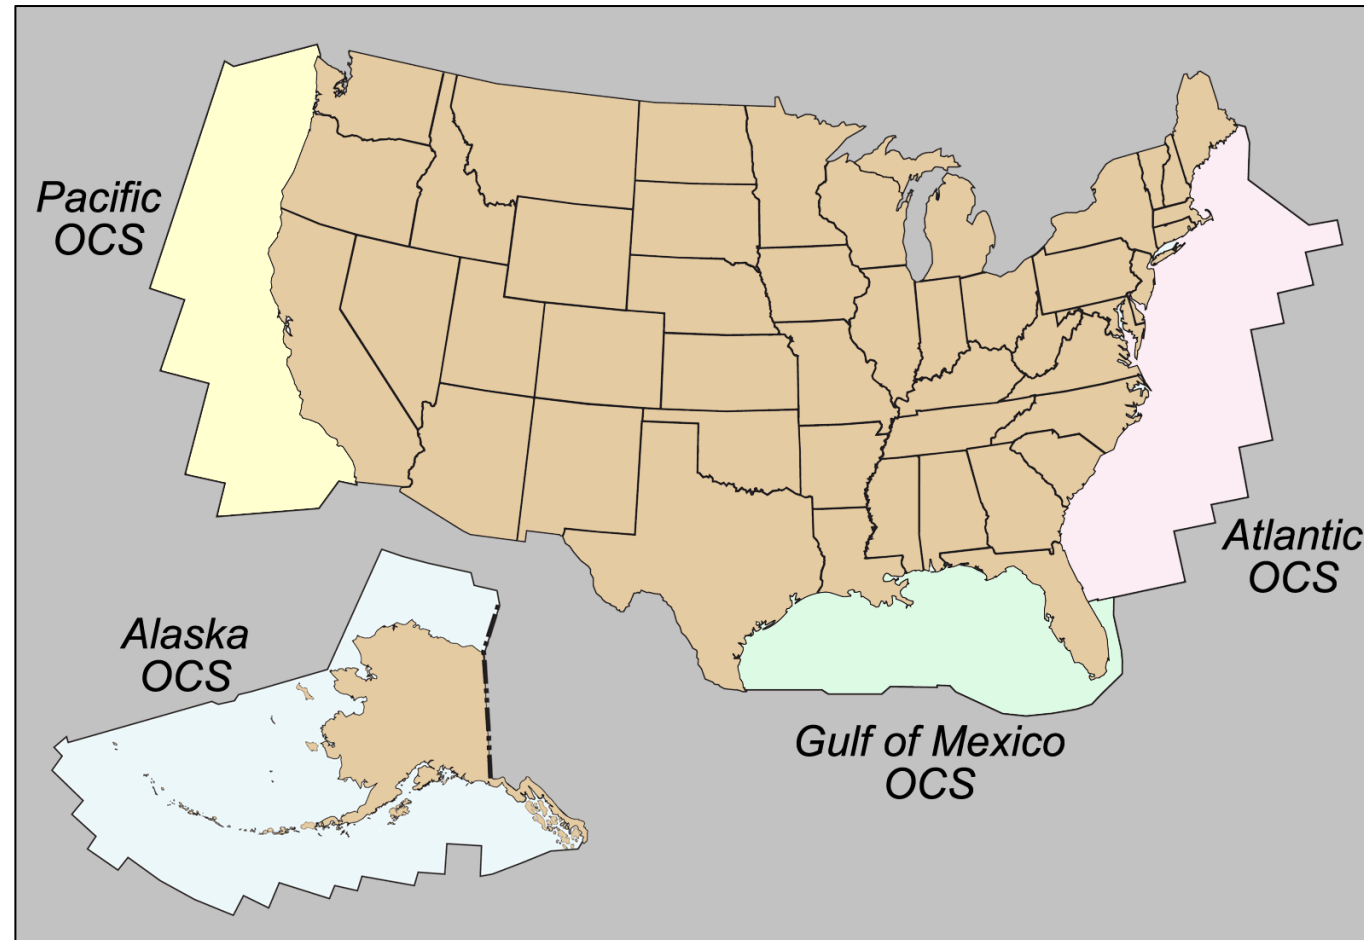 Pacific
OCS
Atlantic
OCS
Alaska
OCS
Gulf of Mexico
OCS